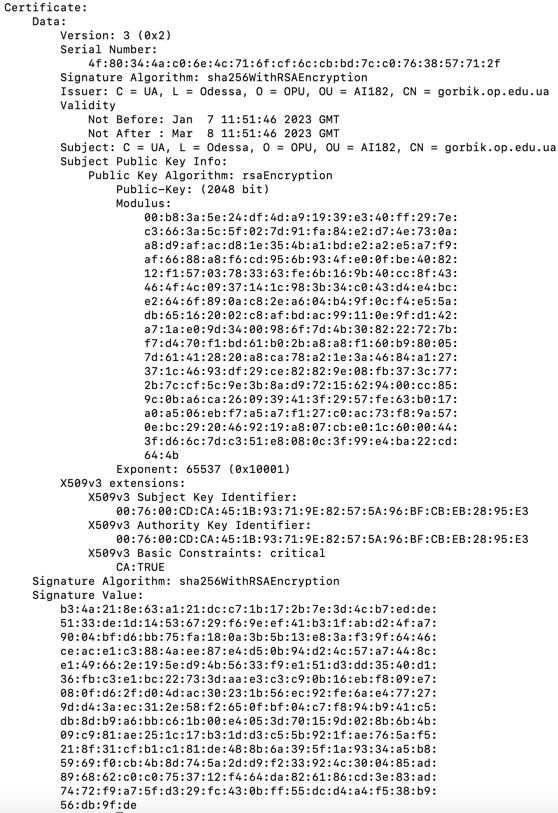 Certificate:
Data:
Version: 3 (0x2)
Serial Number:
4f:80:34:4a:c0:6e:4c:71:6f:cf:6c:cb:bd:7c:c0:76:38:57:71:2f
Signature Algorithm: sha256WithRSAEncryption
Issuer: C = UA, L = Odessa, O = OPU, OU = AI182, CN = gorbik.op.edu.ua
Validity
Not Before: Jan  7 11:51:46 2023 GMT
Not After : Mar  8 11:51:46 2023 GMT
Subject: C = UA, L = Odessa, O = OPU, OU = AI182, CN = gorbik.op.edu.ua
Subject Public Key Info:
Public Key Algorithm: rsaEncryption
Public-Key: (2048 bit)
Modulus:
00:b8:3a:5e:24:df:4d:a9:19:39:e3:40:ff:29:7e:
c3:66:3a:5c:5f:02:7d:91:fa:84:e2:d7:4e:73:0a:
a8:d9:af:ac:d8:1e:35:4b:a1:bd:e2:a2:e5:a7:f9:
af:66:88:a8:f6:cd:95:6b:93:4f:e0:0f:be:40:82:
12:f1:57:03:78:33:63:fe:6b:16:9b:40:cc:8f:43:
46:4f:4c:09:37:14:1c:98:3b:34:c0:43:d4:e4:bc:
e2:64:6f:89:0a:c8:2e:a6:04:b4:9f:0c:f4:e5:5a:
db:65:16:20:02:c8:af:bd:ac:99:11:0e:9f:d1:42:
a7:1a:e0:9d:34:00:98:6f:7d:4b:30:82:22:72:7b:
f7:d4:70:f1:bd:61:b0:2b:a8:a8:f1:60:b9:80:05:
7d:61:41:28:20:a8:ca:78:a2:1e:3a:46:84:a1:27:
37:1c:46:93:df:29:ce:82:82:9e:08:fb:37:3c:77:
2b:7c:cf:5c:9e:3b:8a:d9:72:15:62:94:00:cc:85:
9c:0b:a6:ca:26:09:39:41:3f:29:57:fe:63:b0:17:
a0:a5:06:eb:f7:a5:a7:f1:27:c0:ac:73:f8:9a:57:
0e:bc:29:20:46:92:19:a8:07:cb:e0:1c:60:00:44:
3f:d6:6c:7d:c3:51:e8:08:0c:3f:99:e4:ba:22:cd:
64:4b
Exponent: 65537 (0x10001)
X509v3 extensions:
X509v3 Subject Key Identifier:
00:76:00:CD:CA:45:1B:93:71:9E:82:57:5A:96:BF:CB:EB:28:95:E3
X509v3 Authority Key Identifier:
00:76:00:CD:CA:45:1B:93:71:9E:82:57:5A:96:BF:CB:EB:28:95:E3
X509v3 Basic Constraints: critical
CA:TRUE
Signature Algorithm: sha256WithRSAEncryption
Signature Value:
b3:4a:21:8e:63:a1:21:dc:c7:1b:17:2b:7e:3d:4c:b7:ed:de:
51:33:de:1d:14:53:67:29:f6:9e:ef:41:b3:1f:ab:d2:4f:a7:
90:04:bf:d6:bb:75:fa:18:0a:3b:5b:13:e8:3a:f3:9f:64:46:
ce:ac:e1:c3:88:4a:ee:87:e4:d5:0b:94:d2:4c:57:a7:44:8c:
e1:49:66:2e:19:5e:d9:4b:56:33:f9:e1:51:d3:dd:35:40:d1:
36:fb:c3:e1:bc:22:73:3d:aa:e3:c3:c9:0b:16:eb:f8:09:e7:
08:0f:d6:2f:d0:4d:ac:30:23:1b:56:ec:92:fe:6a:e4:77:27:
9d:d4:3a:ec:31:2e:58:f2:65:0f:bf:04:c7:f8:94:b9:41:c5:
db:8d:b9:a6:bb:c6:1b:00:e4:05:3d:70:15:9d:02:8b:6b:4b:
09:c9:81:ae:25:1c:17:b3:1d:d3:c5:5b:92:1f:ae:76:5a:f5:
21:8f:31:cf:b1:c1:81:de:48:8b:6a:39:5f:1a:93:34:a5:b8:
59:69:f0:cb:4b:8d:74:5a:2d:d9:f2:33:92:4c:30:04:85:ad:
89:68:62:c0:c0:75:37:12:f4:64:da:82:61:86:cd:3e:83:ad:
74:72:f9:a7:5f:d3:29:fc:43:0b:ff:55:dc:d4:a4:f5:38:b9:
56:db:9f:de